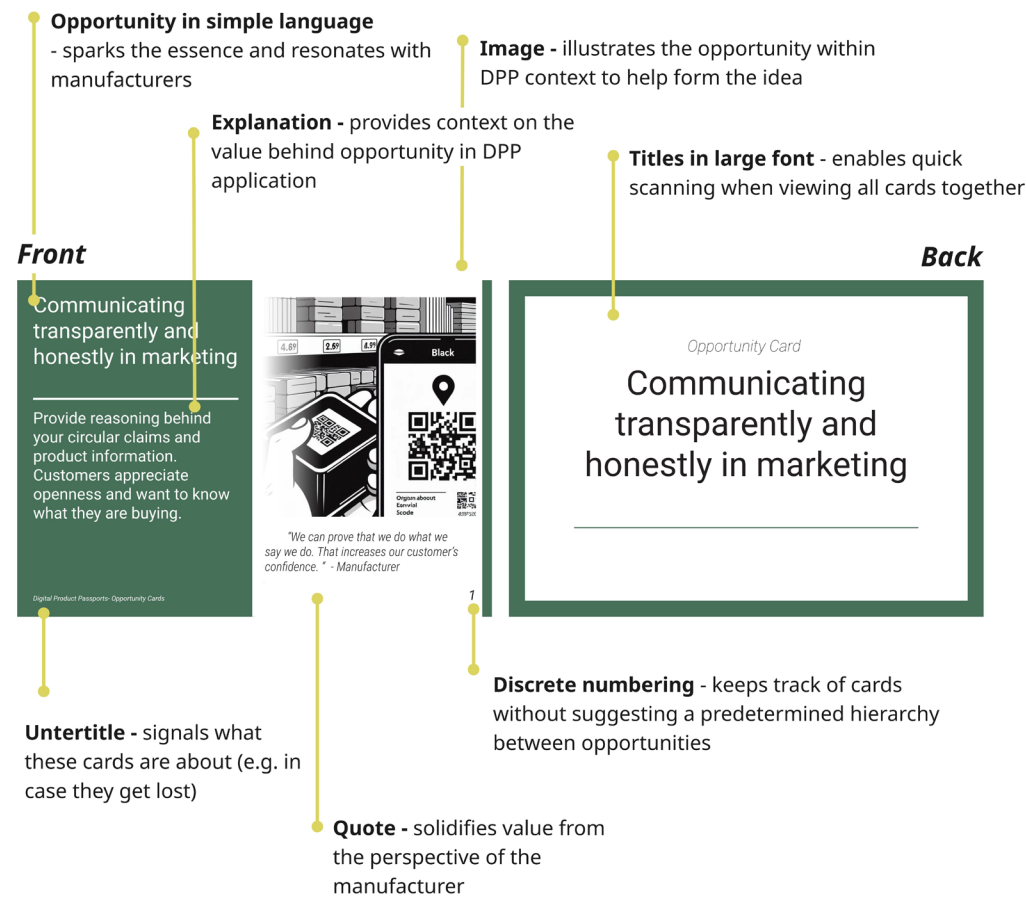 Opportunity in simple language
- sparks the essence and resonates with
manufacturers
Image - illustrates the opportunity within
DPP context to help form the idea
Explanation - provides context on the
value behind opportunity in DPP
application
Titles in large font - enables quick
scanning when viewing all cards together
Front
Back
Communicating
transparently and
honestly in marketing
Provide reasoning behind
your circular claims and
product information.
Customers appreciate
openness and want to know
what they are buying.
Digital Product Passports- Opportunity Cards
4.89
2.69
4.99
Black
Orgam abount
Eamvial
Scode
"We can prove that we do what we
say we do. That increases our customer's
confidence. " - Manufacturer
1
Opportunity Card
Communicating
transparently and
honestly in marketing
Untertitle - signals what
these cards are about (e.g. in
case they get lost)
Discrete numbering - keeps track of cards
without suggesting a predetermined hierarchy
between opportunities
Quote - solidifies value from
the perspective of the
manufacturer